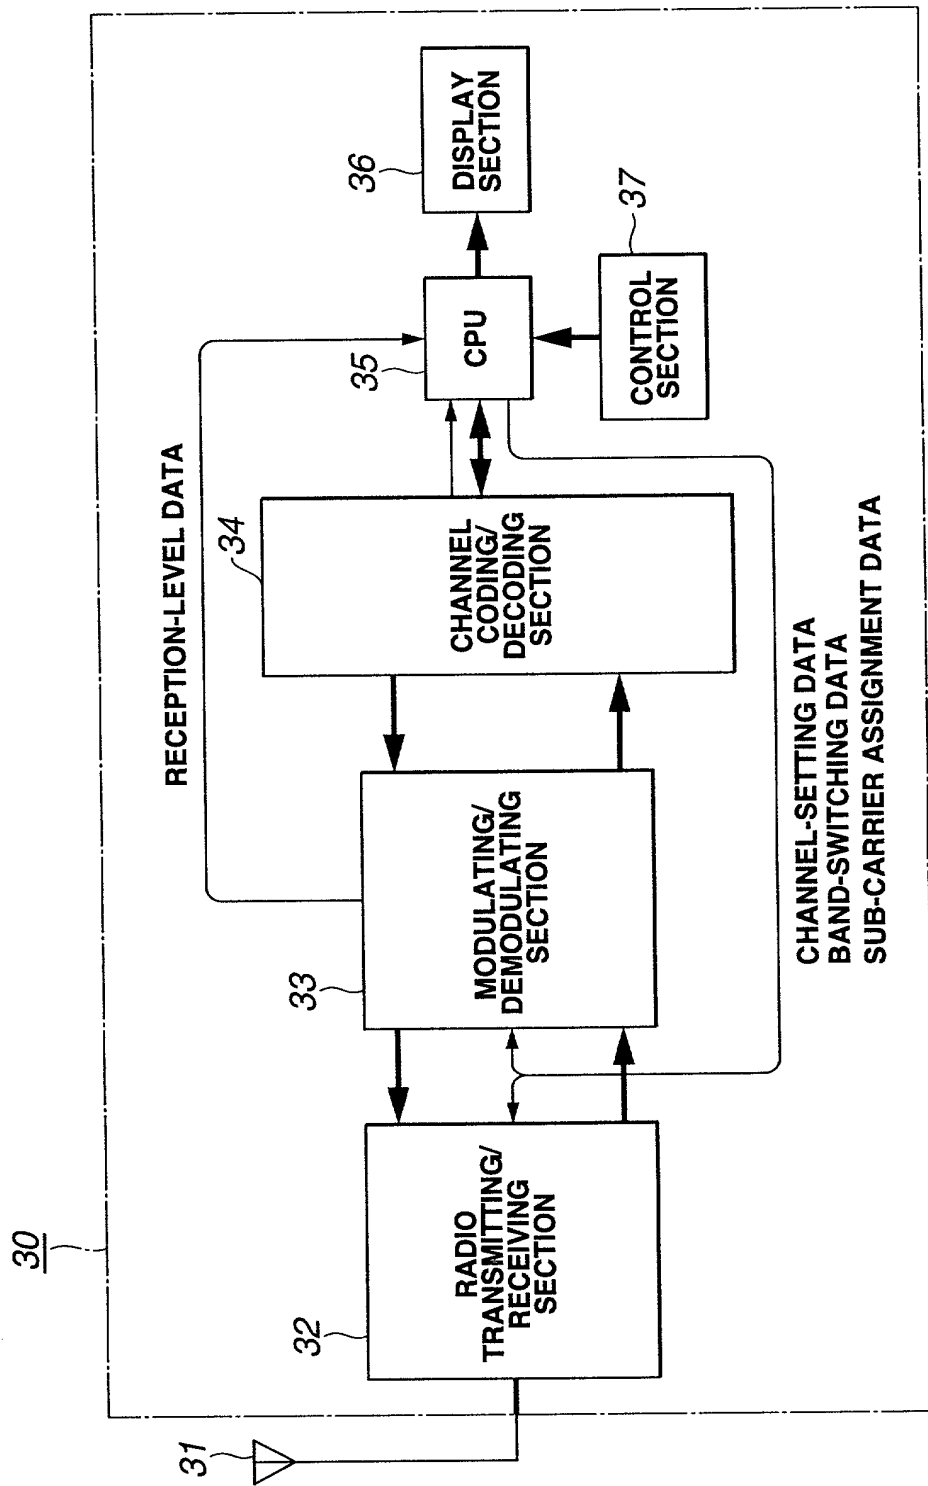 30
31
32
RADIO
TRANSMITTING/
RECEIVING
SECTION
33
MODULATING/
DEMODULATING
SECTION
RECEPTION-LEVEL DATA
34
CHANNEL
CODING/
DECODING
SECTION
35
CPU
36
DISPLAY
SECTION
37
CONTROL
SECTION
CHANNEL-SETTING DATA
BAND-SWITCHING DATA
SUB-CARRIER ASSIGNMENT DATA